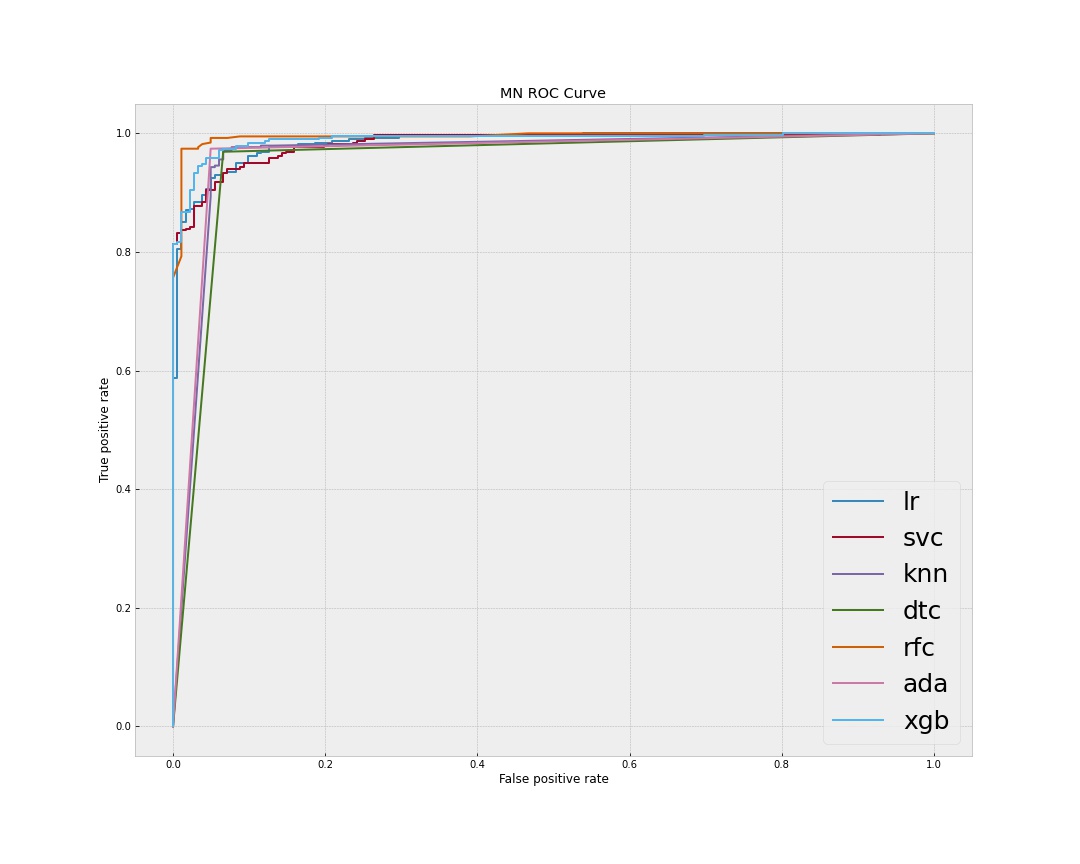 MN ROC Curve
1.0
0.8
0.6
0.4
0.2
0.0
True positive rate
lr
svc
knn
dtc
rfc
ada
xgb
0.0 0.2 0.4 0.6 0.8 1.0
False positive rate